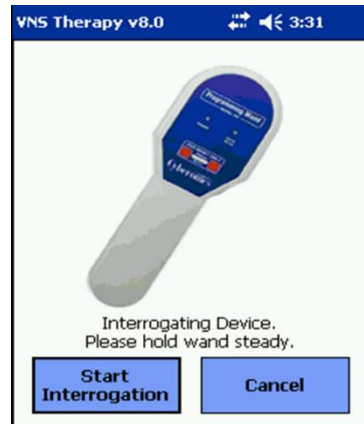 VNS Therapy v8.0 3:31
Programming Wand
Cyberonics
Interrogating Device.
Please hold wand steady.
Start
Interrogation
Cancel